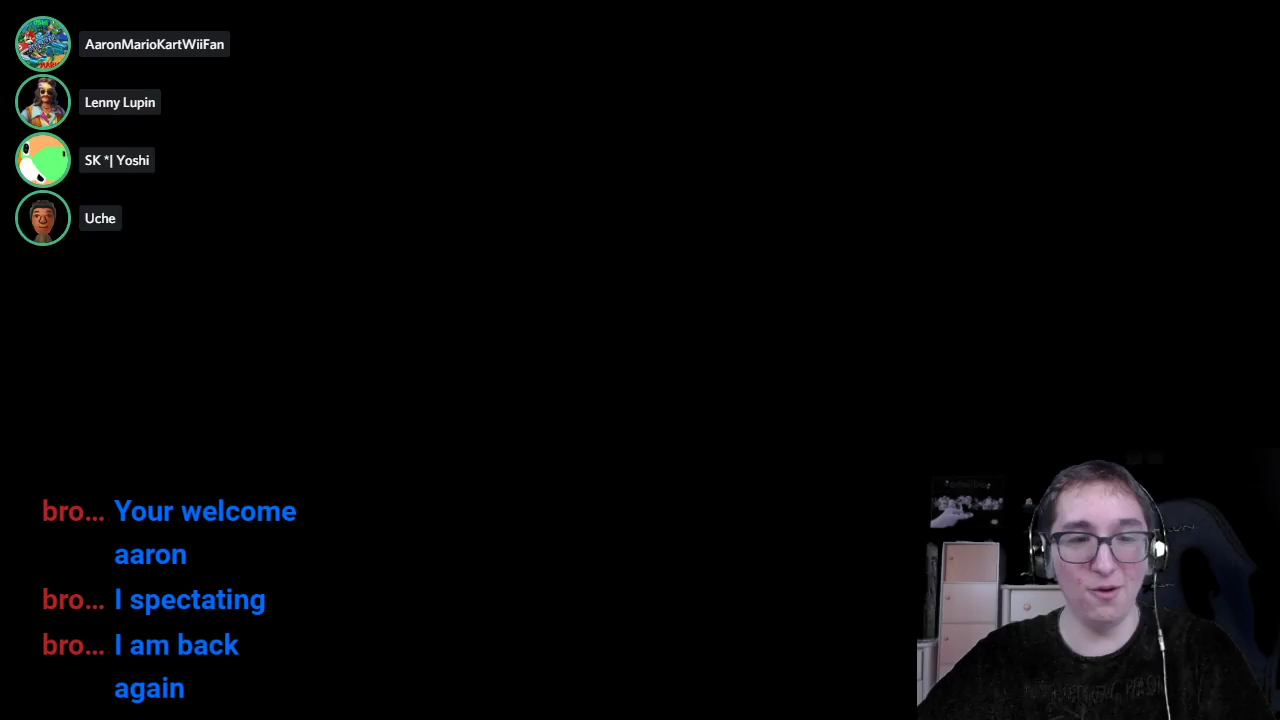 AaronMarioKartWiiFan
Lenny Lupin
SK *| Yoshi
Uche
bro... Your welcome
aaron
bro... I spectating
bro... I am back
again